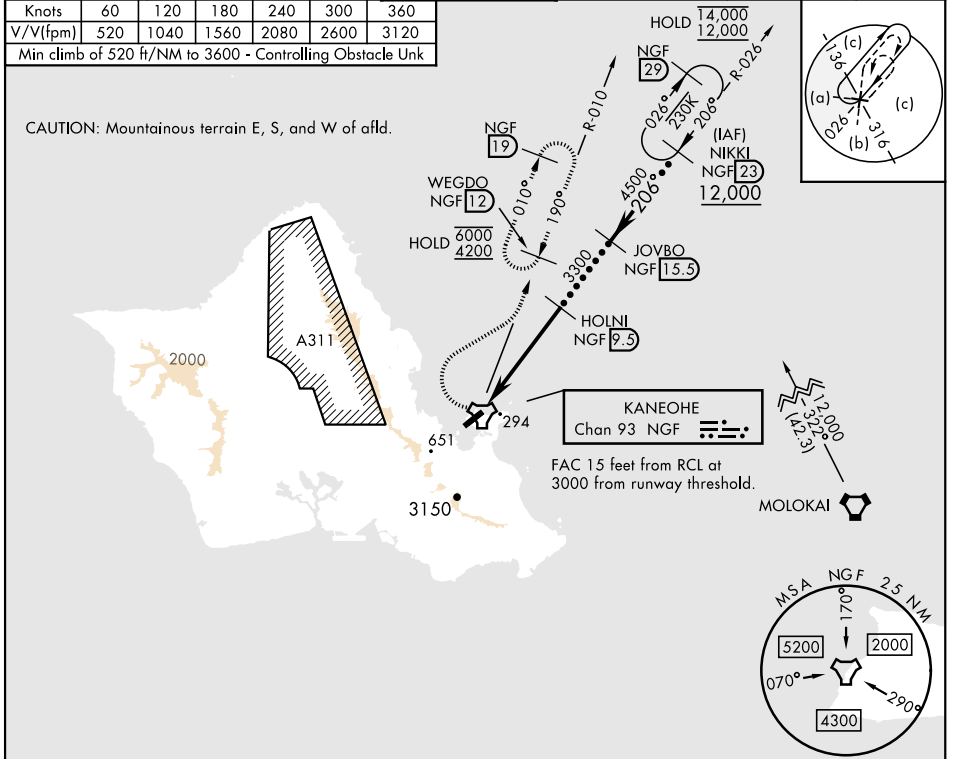 Knots 60 120 180 240 300 360
V/V(fpm) 520 1040 1560 2080 2600 3120
Min climb of 520 ft/NM to 3600 - Controlling Obstacle Unk
CAUTION: Mountainous terrain E, S, and W of afld.
HOLD 14,000
12,000
NGF
29
R-026
026°
230K
206°
(IAF)
NIKKI
NGF 23
12,000
R-010
NGF
19
WEGDO
NGF 12
010°
190°
HOLD 6000
4200
4500
206°
JOVBO
NGF 15.5
3300
HOLNI
NGF 9.5
136
(c)
(a)
(c)
026
(b)
316
A311
2000
651
294
3150
KANEOHE
Chan 93 NGF
FAC 15 feet from RCL at
3000 from runway threshold.
12,000
322°
(42.3)
MOLOKAI
MSA NGF 25 NM
170°
5200
2000
070°
290°
4300